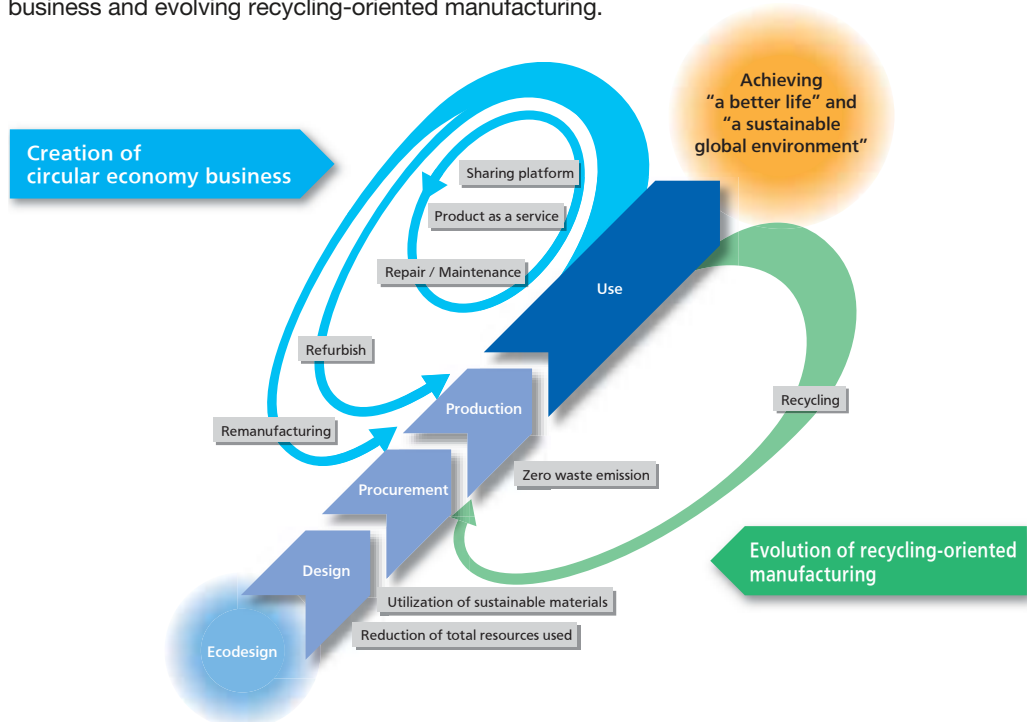 business and evolving recycling-oriented manufacturing.
Achieving
“a better life” and
“a sustainable
global environment”
Creation of
circular economy business
Sharing platform
Product as a service
Repair / Maintenance
Use
Refurbish
Production
Recycling
Remanufacturing
Zero waste emission
Procurement
Evolution of recycling-oriented
manufacturing
Design
Utilization of sustainable materials
Reduction of total resources used
Ecodesign